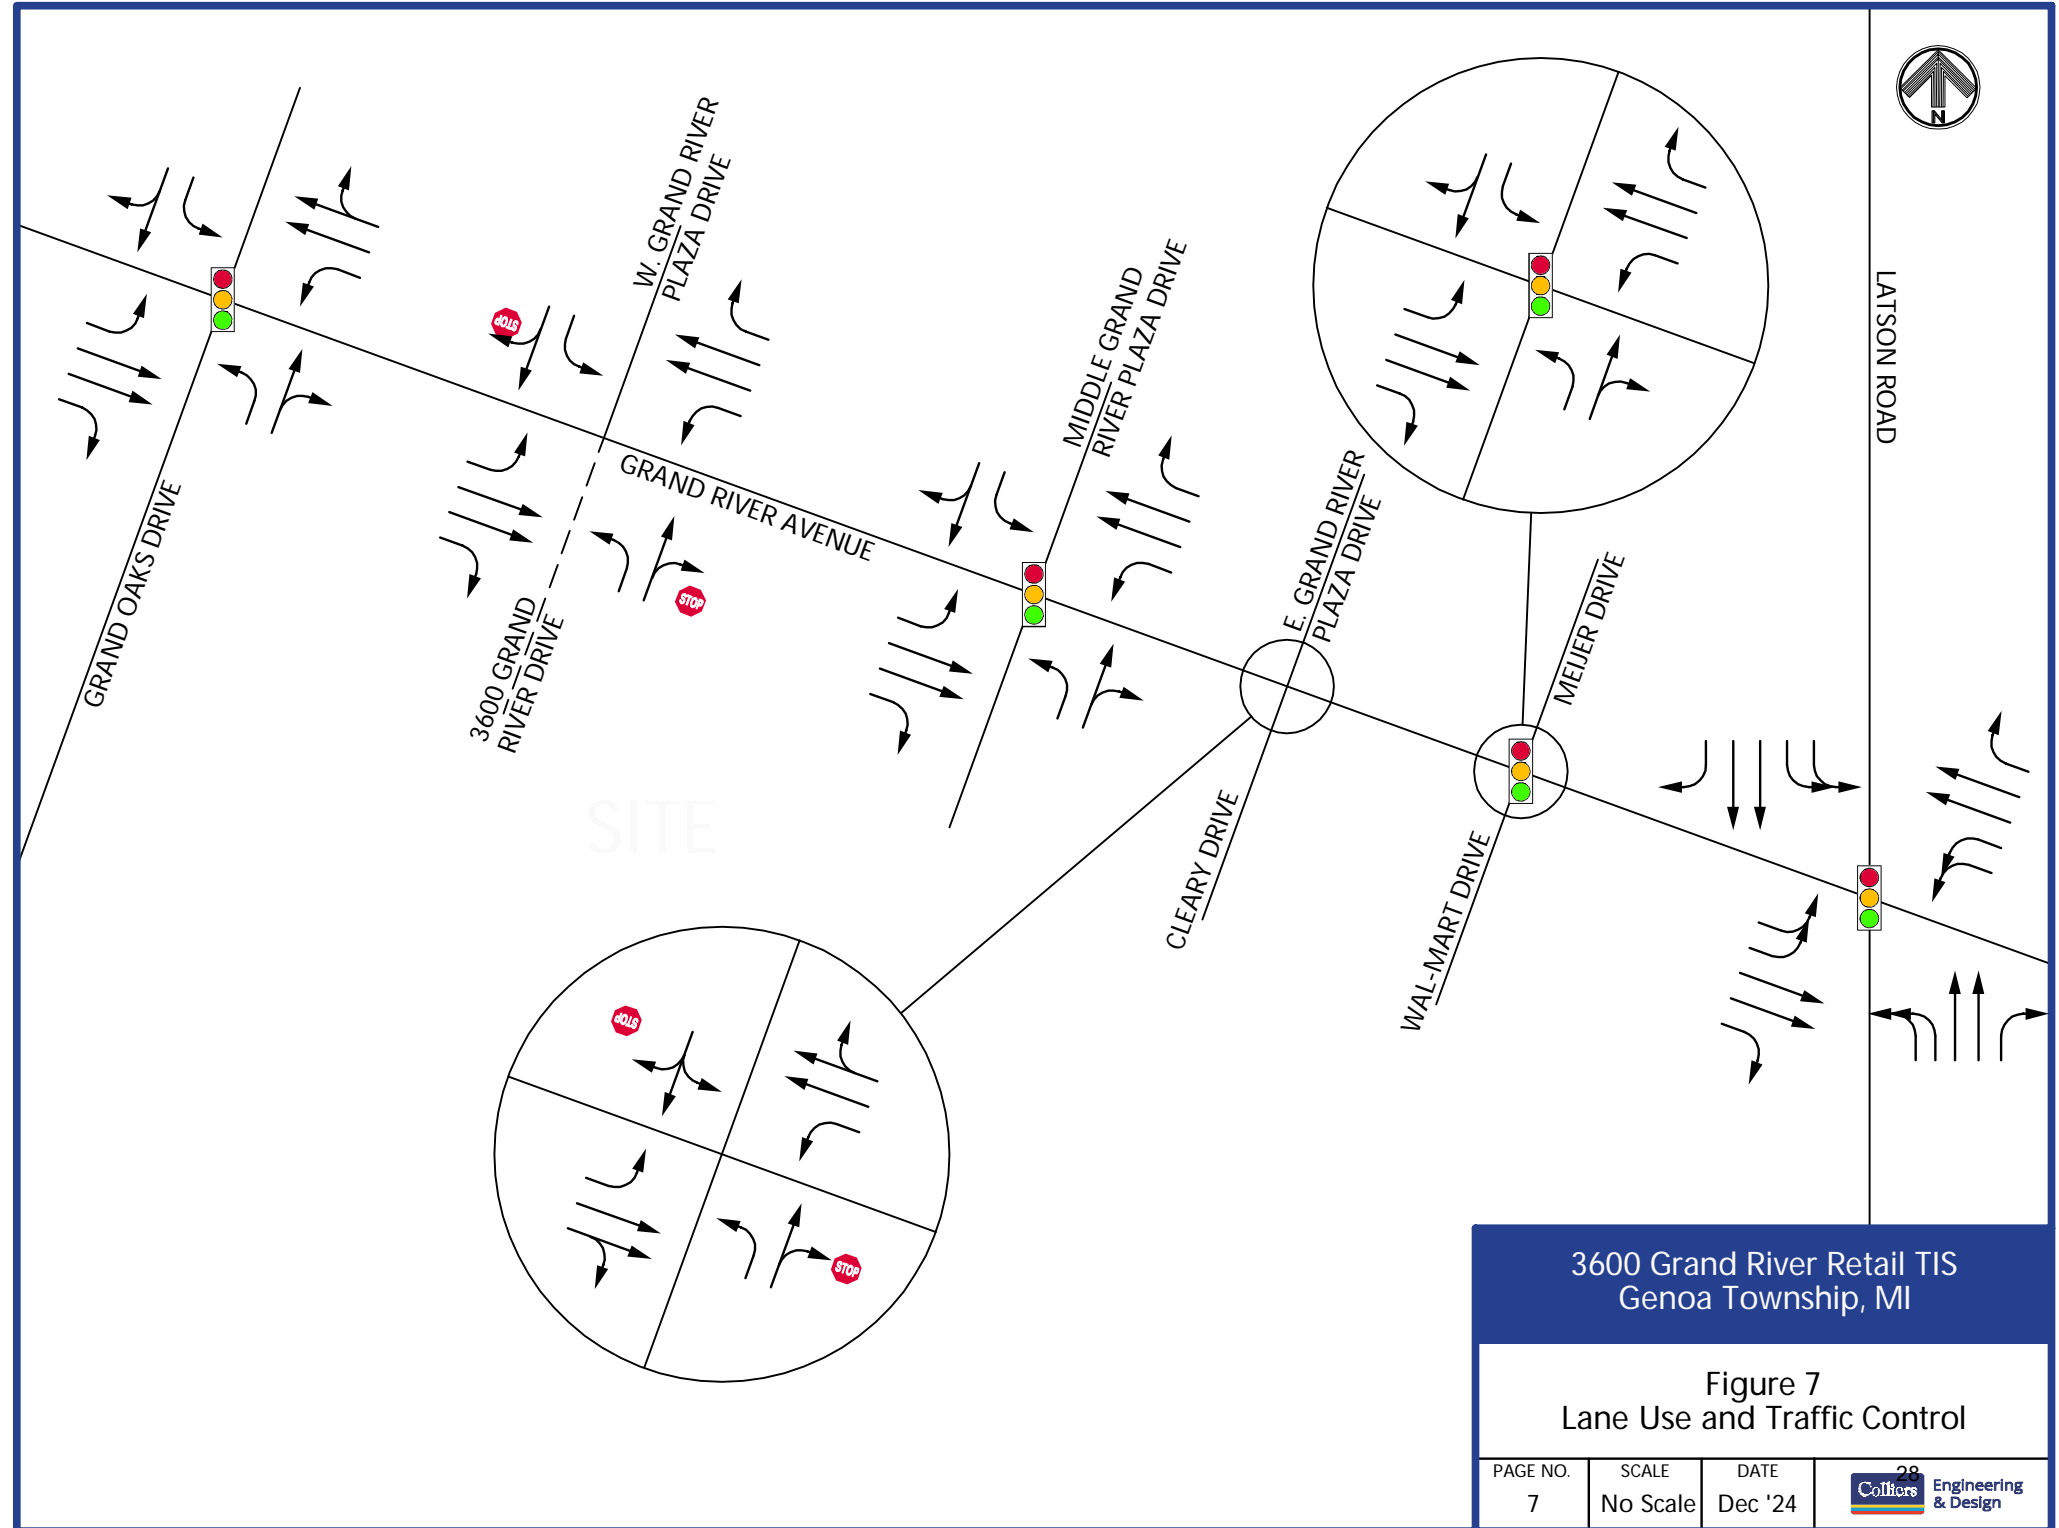 N
W. GRAND RIVER
PLAZA DRIVE
LATSON ROAD
STOP
MIDDLE GRAND
RIVER PLAZA DRIVE
GRAND RIVER AVENUE
E. GRAND RIVER
PLAZA DRIVE
GRAND OAKS DRIVE
STOP
3600 GRAND
RIVER DRIVE
MEIJER DRIVE
SITE
CLEARY DRIVE
WAL-MART DRIVE
STOP
STOP
3600 Grand River Retail TIS
Genoa Township, MI
Figure 7
Lane Use and Traffic Control
PAGE NO.
7
SCALE
No Scale
DATE
Dec '24
28
Colliers
Engineering
& Design